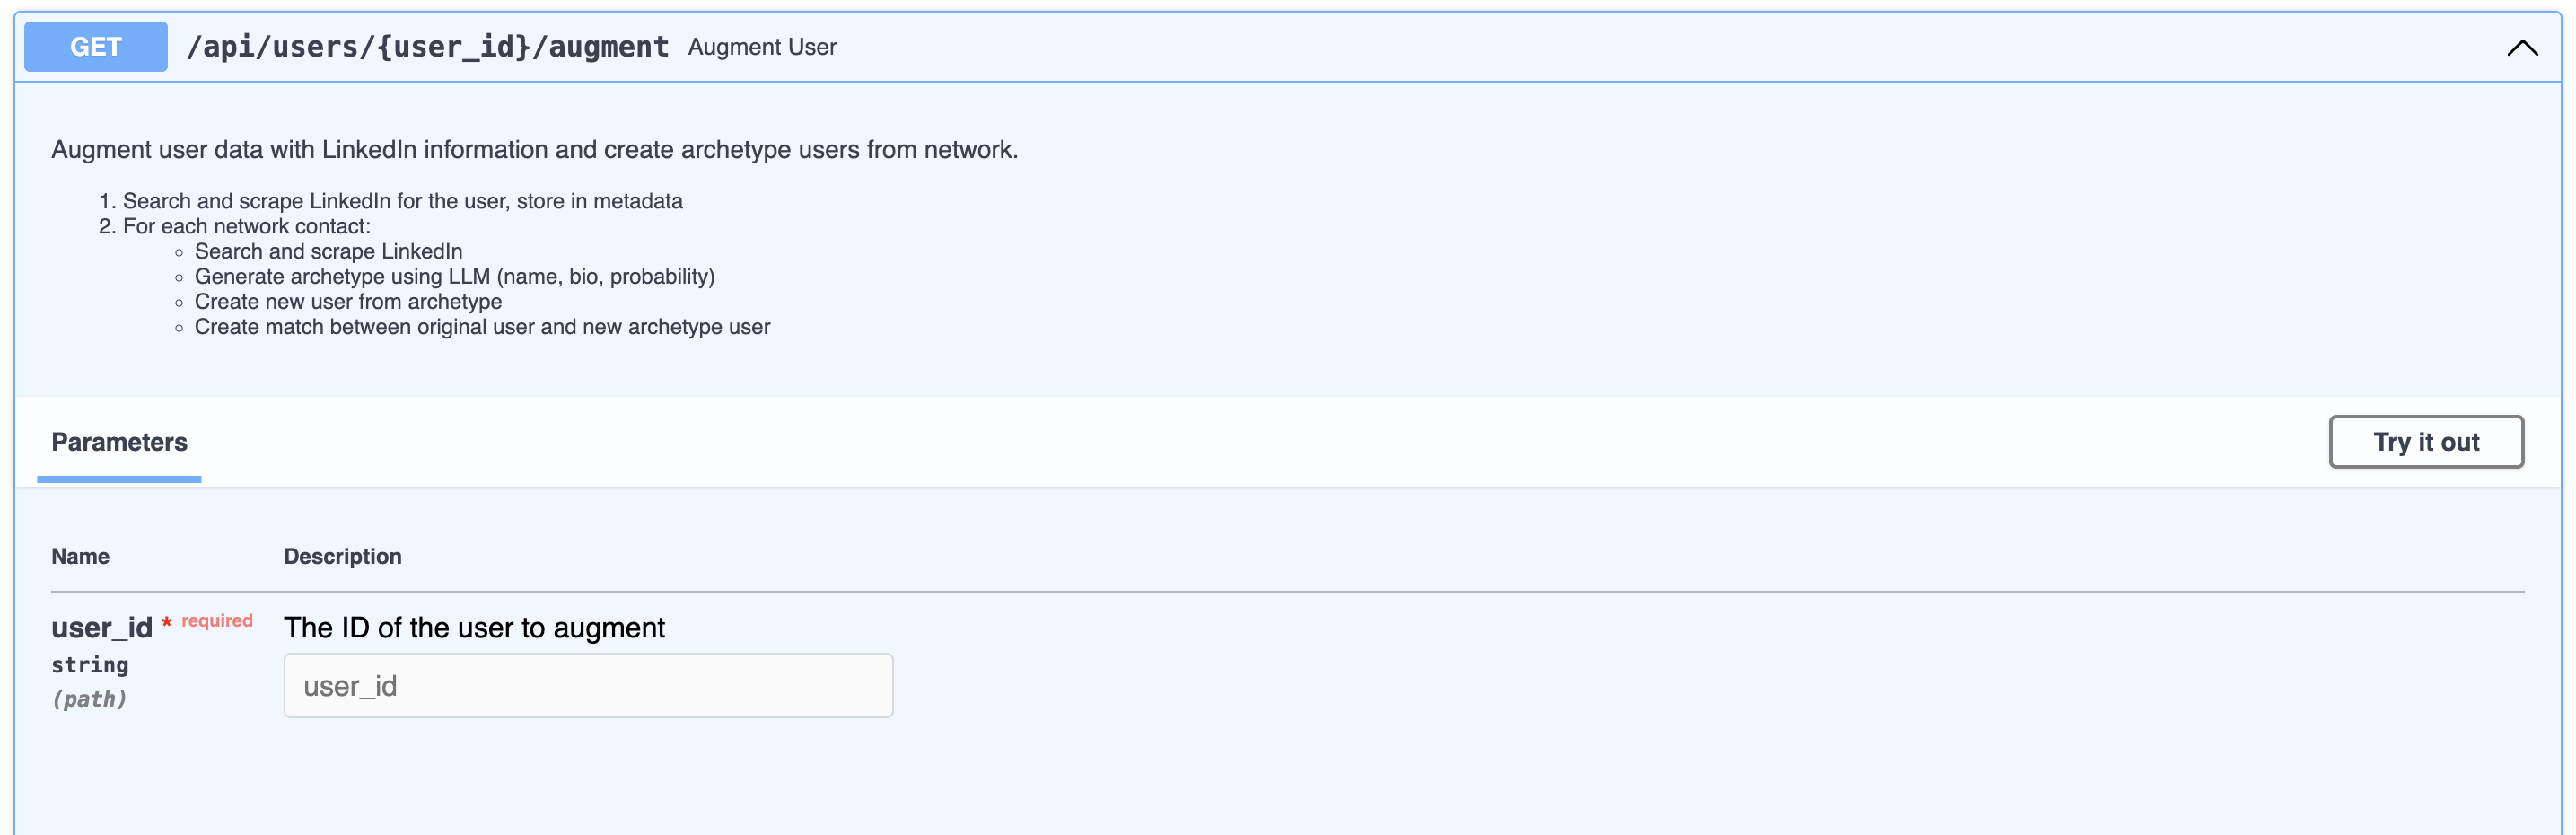 GET /api/users/{user_id}/augment Augment User
Augment user data with LinkedIn information and create archetype users from network.
1. Search and scrape LinkedIn for the user, store in metadata
2. For each network contact:
◦ Search and scrape LinkedIn
◦ Generate archetype using LLM (name, bio, probability)
◦ Create new user from archetype
◦ Create match between original user and new archetype user
Parameters
Try it out
Name Description
user_id * required The ID of the user to augment
string
(path)
user_id